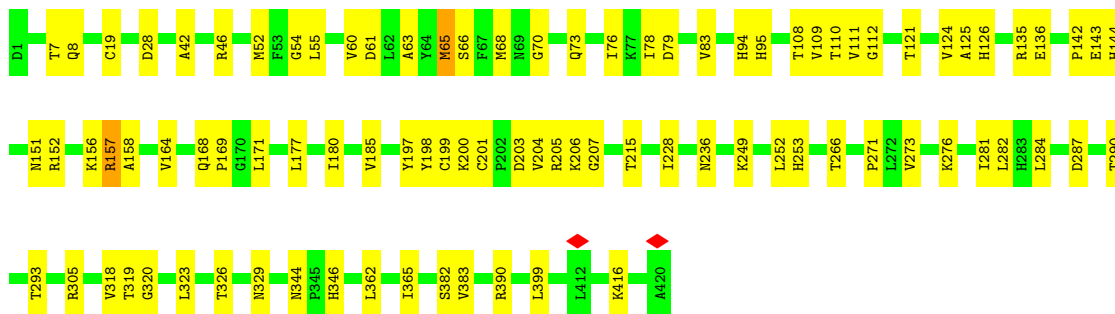 D1 T7 Q8 C19 D28 A42 R46 M52 F53 G54 L55 V60 D61 L62 A63 Y64 M65 S66 F67 M68 N69 G70 Q73 I76 K77 I78 D79 V83 H94 H95 T108 V109 T110 V111 G112 T121 V124 A125 H126 R135 E136 P142 E143
N151 R152 K156 R157 A158 V164 Q168 P169 G170 L171 L177 I180 V185 Y197 Y198 C199 K200 C201 P202 D203 V204 R205 K206 G207 T215 I228 N236 K249 L252 H253 T266 P271 L272 V273 K276 I281 L282 H283 L284 D287
T293 R305 V318 T319 G320 L323 T326 N329 N344 P345 H346 L362 I365 S382 V383 R390 L399 L412 K416 A420